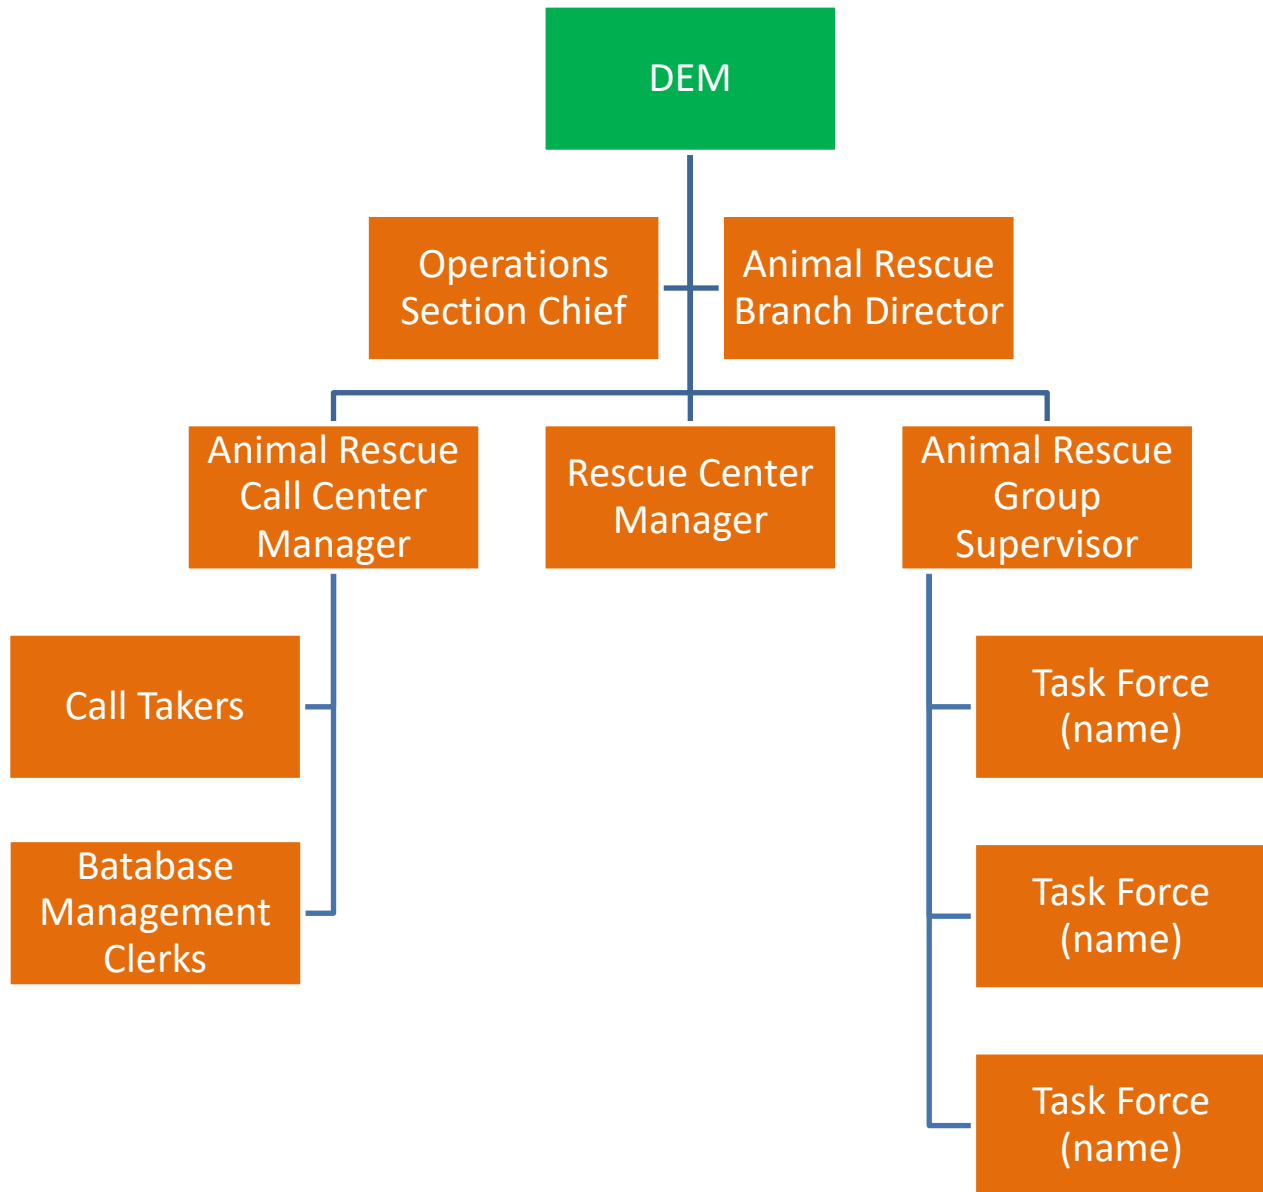 DEM
Operations
Section Chief
Animal Rescue
Branch Director
Animal Rescue
Call Center
Manager
Rescue Center
Manager
Animal Rescue
Group
Supervisor
Call Takers
Batabase
Management
Clerks
Task Force
(name)
Task Force
(name)
Task Force
(name)